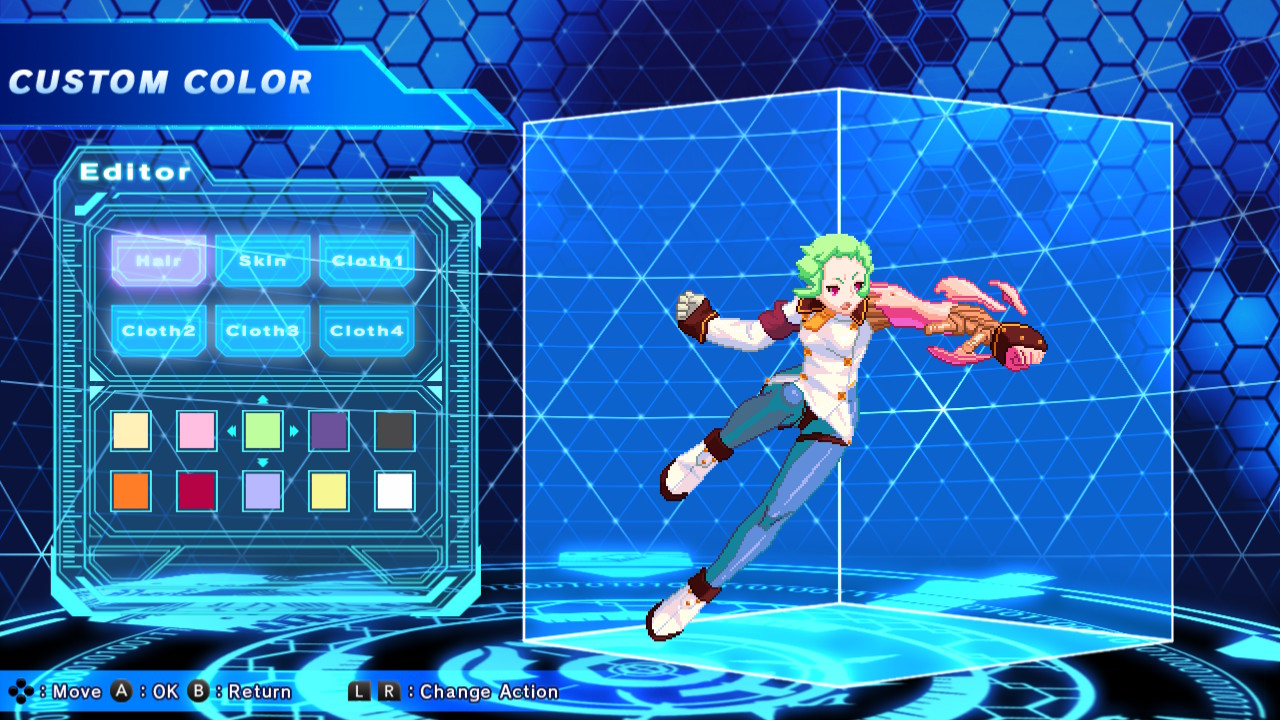 CUSTOM COLOR
Editor
Hair Skin Cloth1
Cloth2 Cloth3 Cloth4
: Move A : OK B : Return L R : Change Action